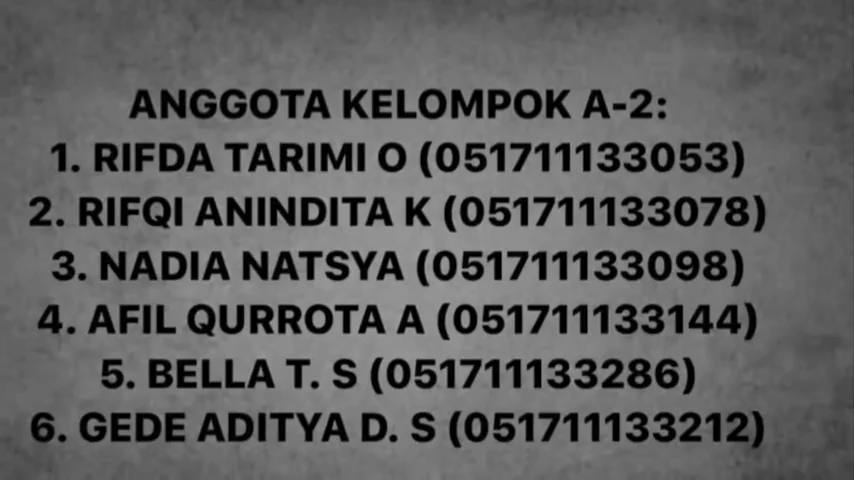 ANGGOTA KELOMPOK A-2:
1. RIFDA TARIMI O (051711133053)
2. RIFQI ANINDITA K (051711133078)
3. NADIA NATSYA (051711133098)
4. AFIL QURROTA A (051711133144)
5. BELLA T. S (051711133286)
6. GEDE ADITYA D. S (051711133212)